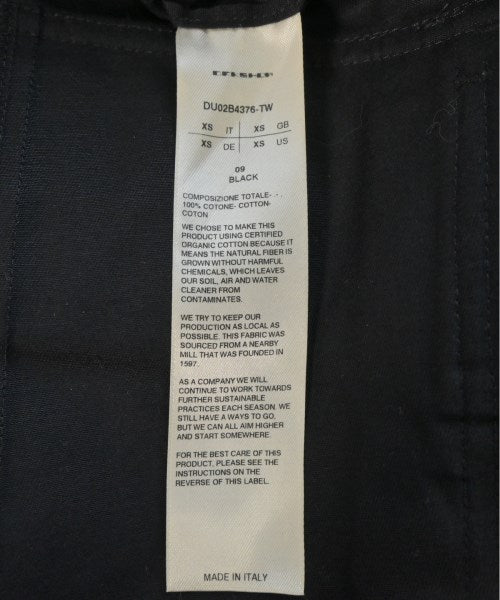 DU02B4376-TW
XS IT XS GB
XS DE XS US
09
BLACK
COMPOSIZIONE TOTALE- -
100% COTONE- COTTON-
COTON
WE CHOSE TO MAKE THIS
PRODUCT USING CERTIFIED
ORGANIC COTTON BECAUSE IT
MEANS THE NATURAL FIBER IS
GROWN WITHOUT HARMFUL
CHEMICALS, WHICH LEAVES
OUR SOIL, AIR AND WATER
CLEANER FROM
CONTAMINATES.
WE TRY TO KEEP OUR
PRODUCTION AS LOCAL AS
POSSIBLE. THIS FABRIC WAS
SOURCED FROM A NEARBY
MILL THAT WAS FOUNDED IN
1597.
AS A COMPANY WE WILL
CONTINUE TO WORK TOWARDS
FURTHER SUSTAINABLE
PRACTICES EACH SEASON. WE
STILL HAVE A WAYS TO GO,
BUT WE CAN ALL AIM HIGHER
AND START SOMEWHERE
FOR THE BEST CARE OF THIS
PRODUCT, PLEASE SEE THE
INSTRUCTIONS ON THE
REVERSE OF THIS LABEL.
MADE IN ITALY